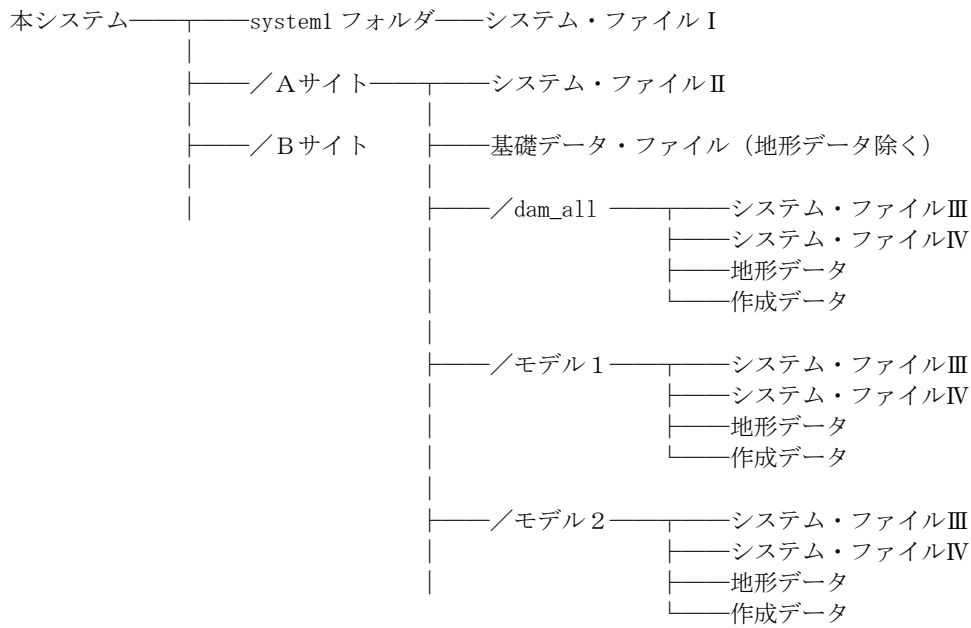 本システム───┬───system1フォルダ──システム・ファイルⅠ
│
├───／Aサイト───┬───システム・ファイルⅡ
│ │
├───／Bサイト ├───基礎データ・ファイル（地形データ除く）
│ │
│ ├───／dam_all ───┬───システム・ファイルⅢ
│ ├───システム・ファイルⅣ
│ ├───地形データ
│ └───作成データ
│
├───／モデル１───┬───システム・ファイルⅢ
│ ├───システム・ファイルⅣ
│ ├───地形データ
│ └───作成データ
│
├───／モデル２───┬───システム・ファイルⅢ
│ ├───システム・ファイルⅣ
│ ├───地形データ
└───作成データ